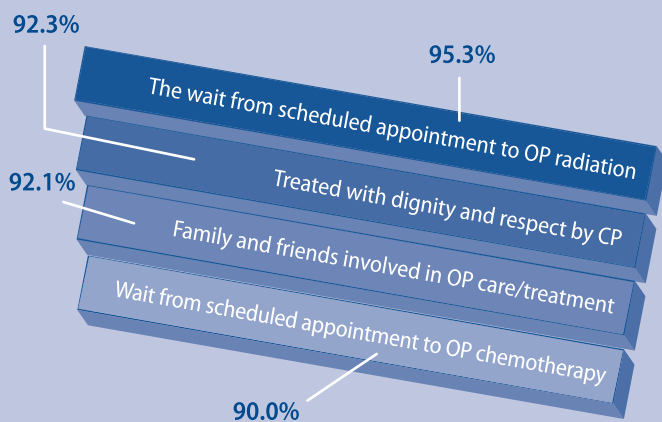 92.3%
95.3%
The wait from scheduled appointment to OP radiation
Treated with dignity and respect by CP
92.1%
Family and friends involved in OP care/treatment
Wait from scheduled appointment to OP chemotherapy
90.0%